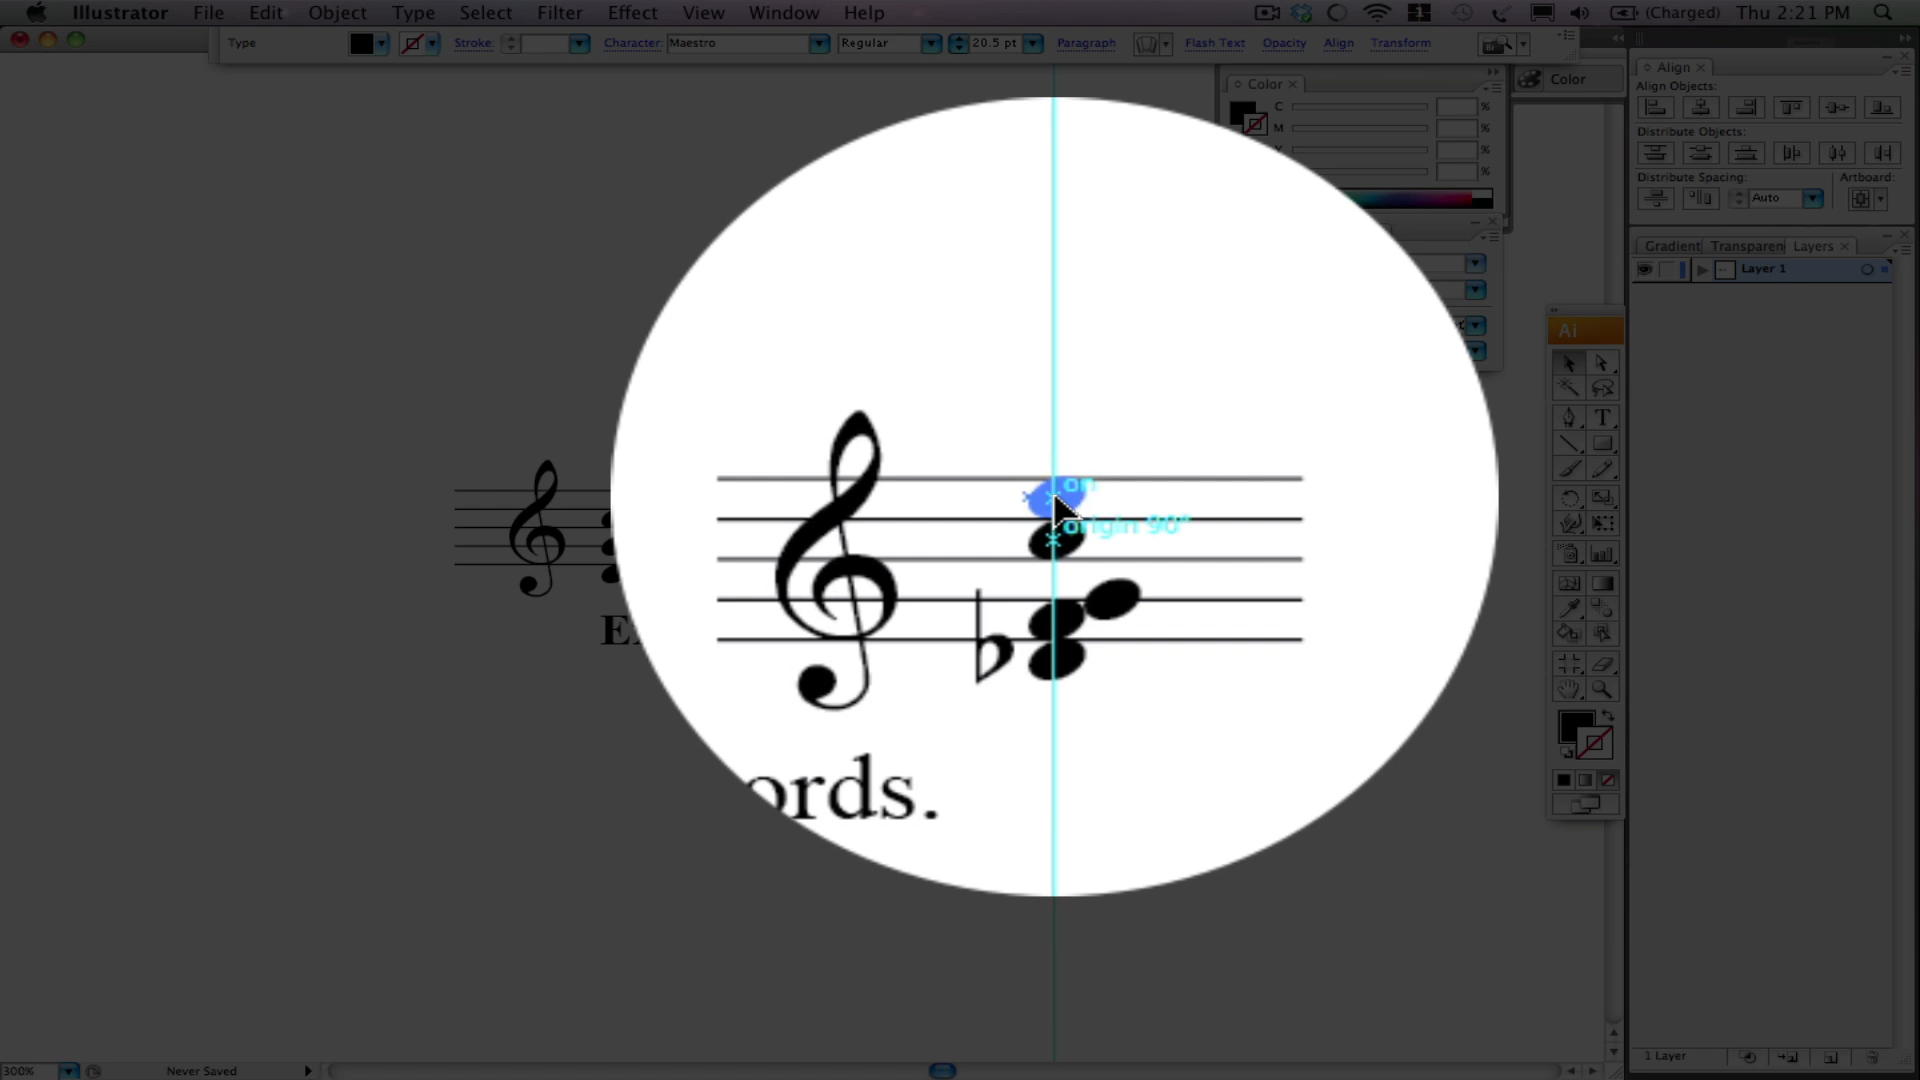 Illustrator File Edit Object Type Select Filter Effect View Window Help (Charged) Thu 2:21 PM
Type Stroke: Character: Maestro Regular 20.5 pt Paragraph Flash Text Opacity Align Transform
Color
C %
M %
%
%
Color
Align
Align Objects:
Distribute Objects:
Distribute Spacing: Artboard:
Auto
Gradient Transparen Layers
Layer 1
Ai
on
origin 90°
ords.
300% Never Saved
1 Layer